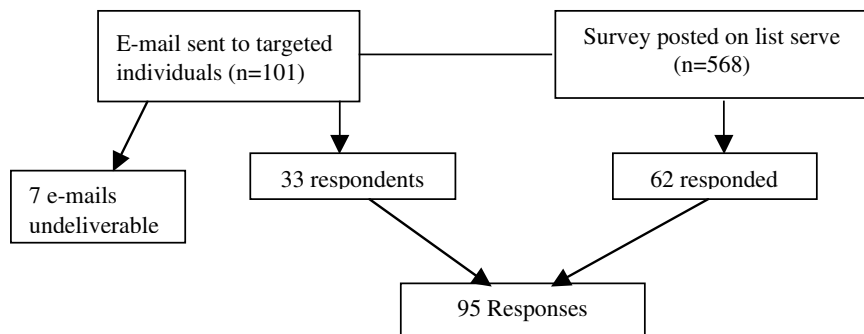 E-mail sent to targeted
individuals (n=101)
Survey posted on list serve
(n=568)
7 e-mails
undeliverable
33 respondents
62 responded
95 Responses